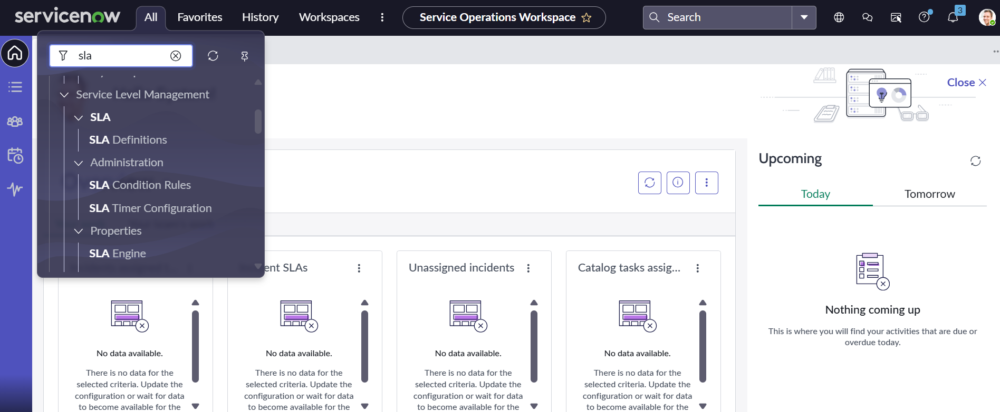 servicenow
All
Favorites
History
Workspaces
Service Operations Workspace
Search
3
sla
Service Level Management
SLA
SLA Definitions
Administration
SLA Condition Rules
SLA Timer Configuration
Properties
SLA Engine
Close
Upcoming
Today
Tomorrow
Nothing coming up
This is where you will find your activities that are due or
overdue today.
ent SLAs
Unassigned incidents
Catalog tasks assig...
No data available.
There is no data for the
selected criteria. Update the
configuration or wait for data
to become available for the
No data available.
There is no data for the
selected criteria. Update the
configuration or wait for data
to become available for the
No data available.
There is no data for the
selected criteria. Update the
configuration or wait for data
to become available for the
No data available.
There is no data for the
selected criteria. Update the
configuration or wait for data
to become available for the